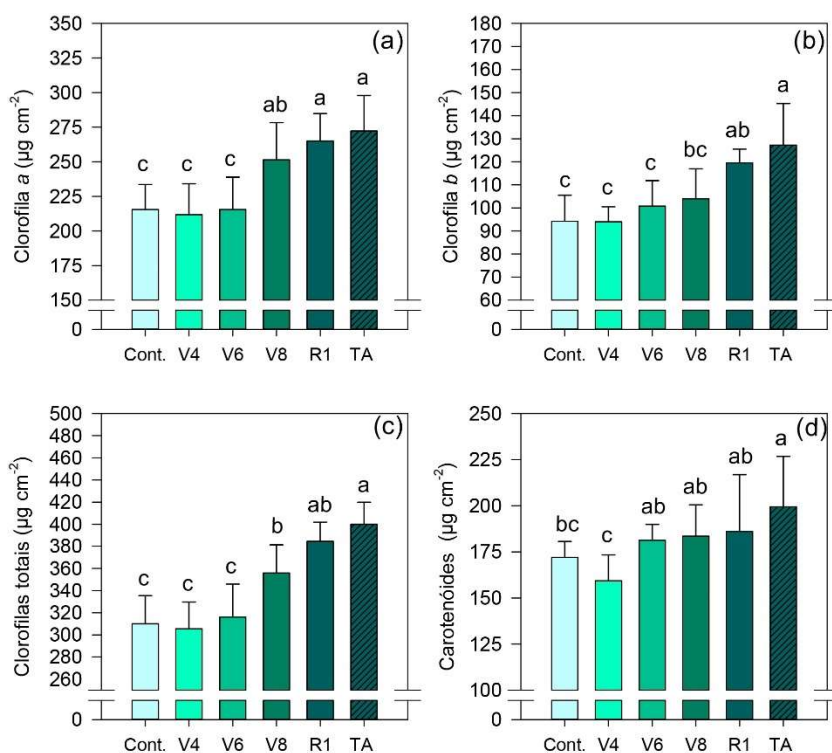 (a)
Clorofila a (µg cm-2)
350
325
300
275
250
225
200
175
150
0
c
c
c
ab
a
a
Cont. V4 V6 V8 R1 TA
(b)
Clorofila b (µg cm-2)
180
170
160
150
140
130
120
110
100
90
80
70
60
0
c
c
c
bc
ab
a
Cont. V4 V6 V8 R1 TA
(c)
Clorofilas totais (µg cm-2)
500
480
460
440
420
400
380
360
340
320
300
280
260
0
c
c
c
b
ab
a
Cont. V4 V6 V8 R1 TA
(d)
Carotenóides (µg cm-2)
250
225
200
175
150
125
100
0
bc
c
ab
ab
ab
a
Cont. V4 V6 V8 R1 TA